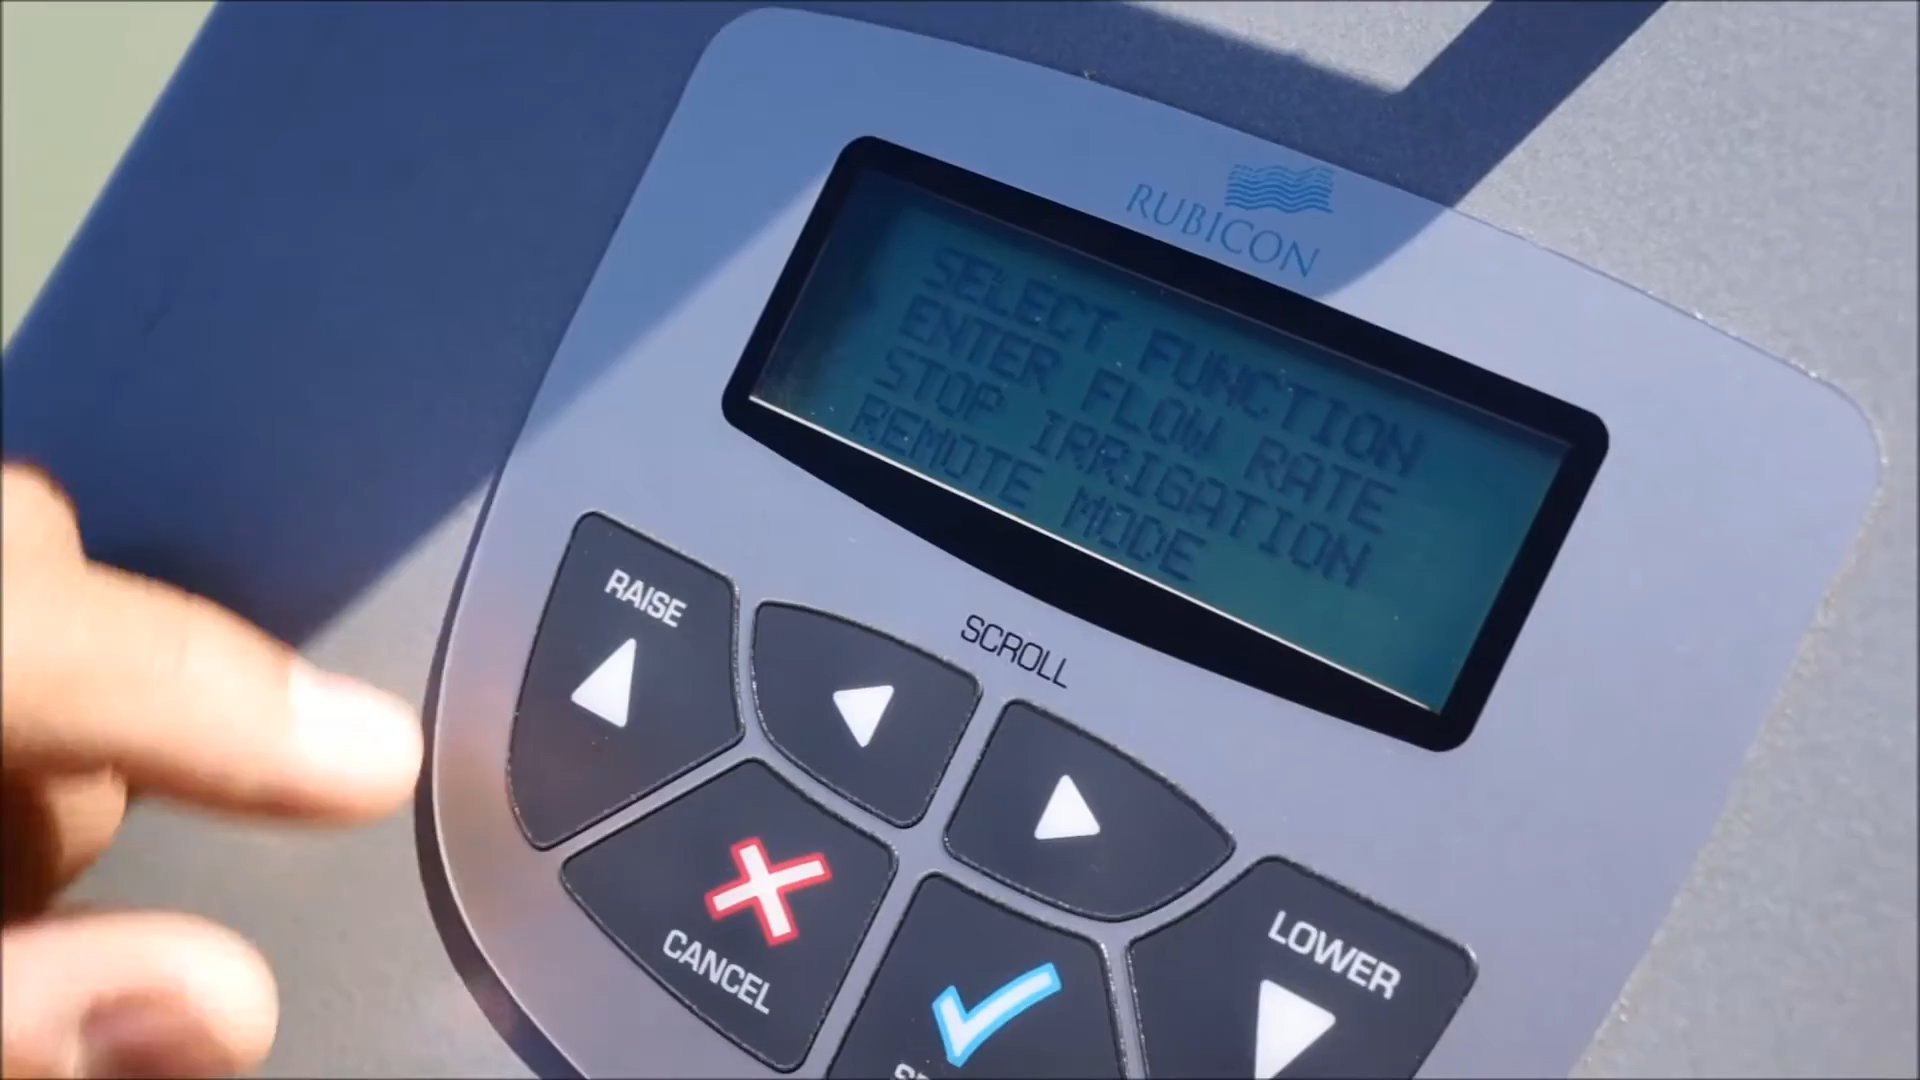 RUBICON
SELECT FUNCTION
ENTER FLOW RATE
STOP IRRIGATION
REMOTE MODE
SCROLL
RAISE
CANCEL
LOWER